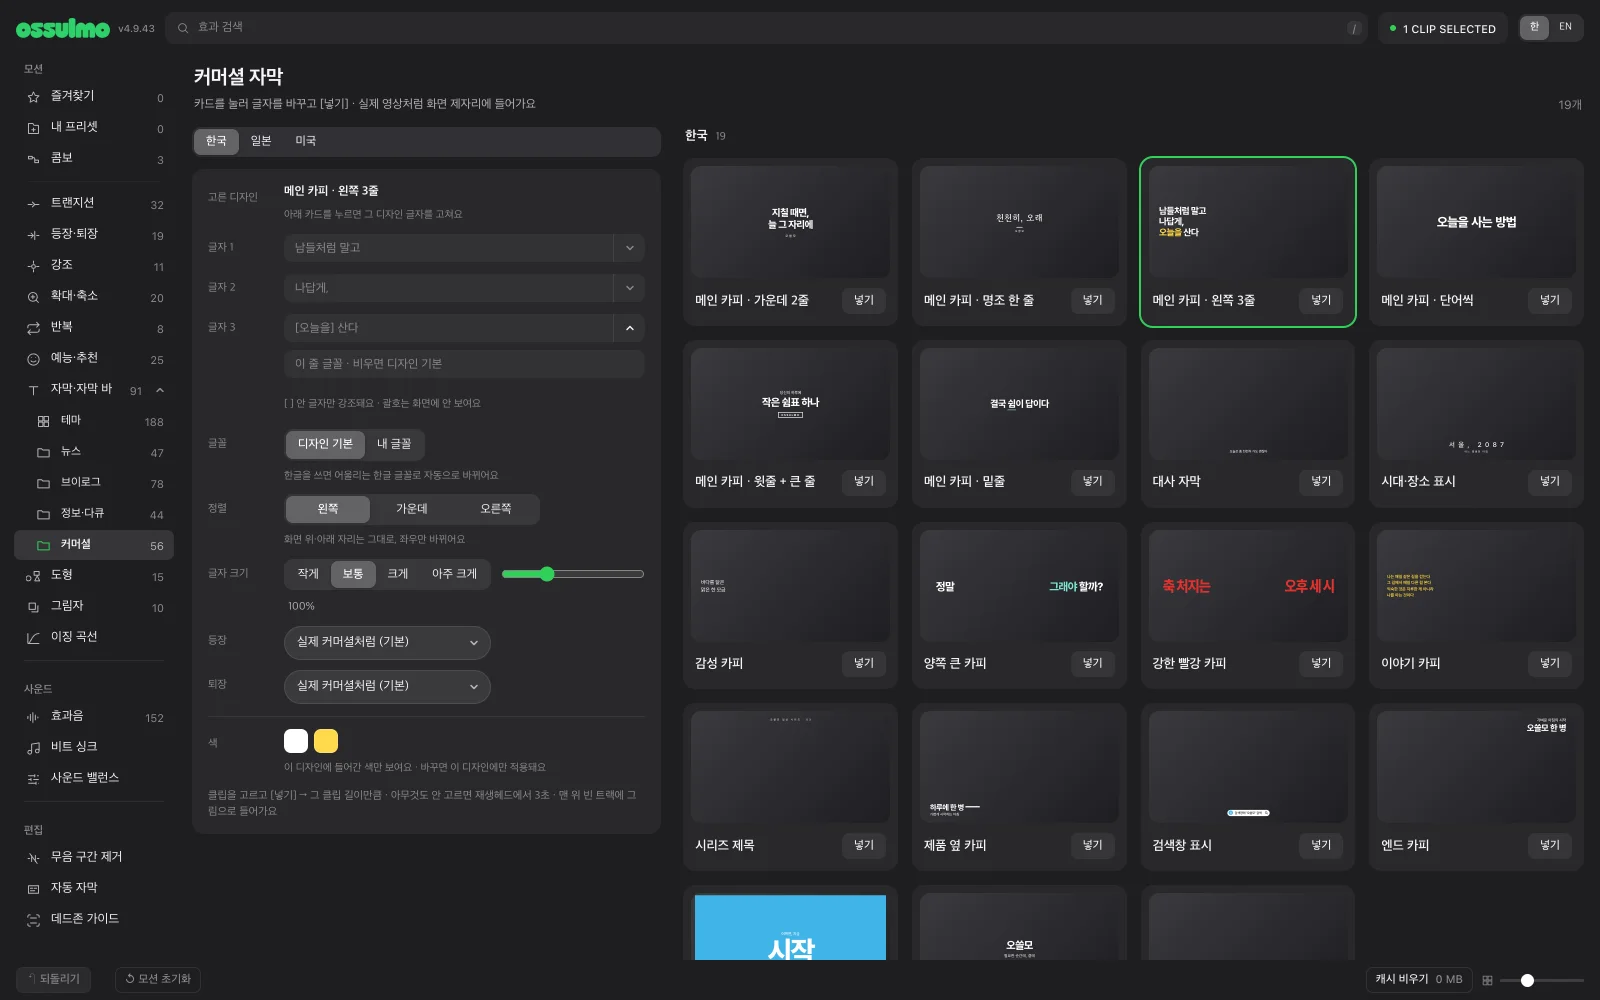 ossulmo v4.9.43
효과 검색
/
1 CLIP SELECTED
한 EN
모션
즐겨찾기 0
내 프리셋 0
콤보 3
트랜지션 32
등장·퇴장 19
강조 11
확대·축소 20
반복 8
예능·추천 25
자막·자막 바 91
테마 188
뉴스 47
브이로그 78
정보·다큐 44
커머셜 56
도형 15
그림자 10
이징 곡선
사운드
효과음 152
비트 싱크
사운드 밸런스
편집
무음 구간 제거
자동 자막
데드존 가이드
되돌리기
모션 초기화
커머셜 자막
카드를 눌러 글자를 바꾸고 [넣기] · 실제 영상처럼 화면 제자리에 들어가요
19개
한국 일본 미국
고른 디자인
메인 카피 · 왼쪽 3줄
아래 카드를 누르면 그 디자인 글자를 고쳐요
글자 1
남들처럼 말고
글자 2
나답게,
글자 3
[오늘을] 산다
이 줄 글꼴 · 비우면 디자인 기본
[ ] 안 글자만 강조돼요 · 괄호는 화면에 안 보여요
글꼴
디자인 기본 내 글꼴
한글을 쓰면 어울리는 한글 글꼴로 자동으로 바뀌어요
정렬
왼쪽 가운데 오른쪽
화면 위·아래 자리는 그대로, 좌우만 바뀌어요
글자 크기
작게 보통 크게 아주 크게
100%
등장
실제 커머셜처럼 (기본)
퇴장
실제 커머셜처럼 (기본)
색
이 디자인에 들어간 색만 보여요 · 바꾸면 이 디자인에만 적용돼요
클립을 고르고 [넣기] → 그 클립 길이만큼 · 아무것도 안 고르면 재생헤드에서 3초 · 맨 위 빈 트랙에 그
림으로 들어가요
한국 19
지칠 때면,
늘 그 자리에
메인 카피 · 가운데 2줄 넣기
천천히, 오래
메인 카피 · 명조 한 줄 넣기
남들처럼 말고
나답게,
오늘을 산다
메인 카피 · 왼쪽 3줄 넣기
오늘을 사는 방법
메인 카피 · 단어씩 넣기
작은 쉼표 하나
메인 카피 · 윗줄 + 큰 줄 넣기
결국 쉼이 답이다
메인 카피 · 밑줄 넣기
대사 자막 넣기
서울, 2087
시대·장소 표시 넣기
감성 카피 넣기
정말
그래야 할까?
양쪽 큰 카피 넣기
축 처지는
오후 세 시
강한 빨강 카피 넣기
이야기 카피 넣기
시리즈 제목 넣기
하루에 한 병
제품 옆 카피 넣기
검색창 표시 넣기
오쓸모 한 병
엔드 카피 넣기
시작
오쓸모
캐시 비우기 0 MB